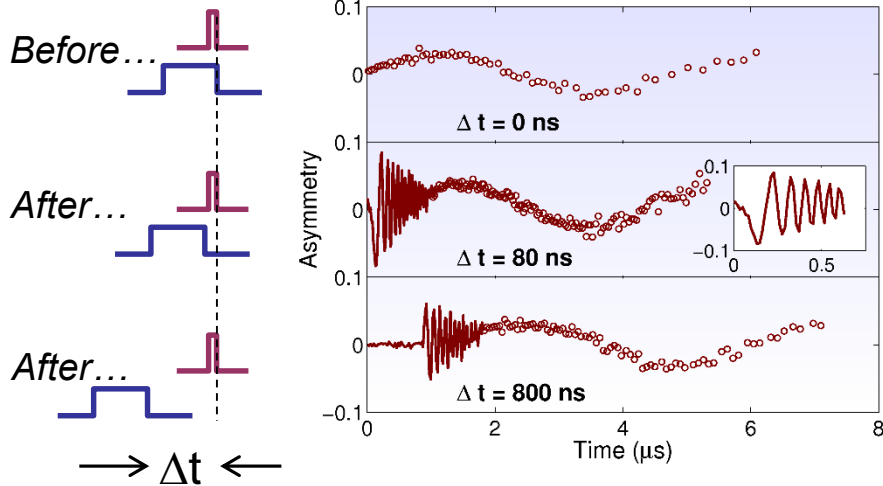 Before…
After…
After…
Δt
Asymmetry
0.1
0
0.1
0
0.1
0
−0.1
Δ t = 0 ns
Δ t = 80 ns
Δ t = 800 ns
0.1
0
−0.1
0 0.5
0 2 4 6 8
Time (μs)